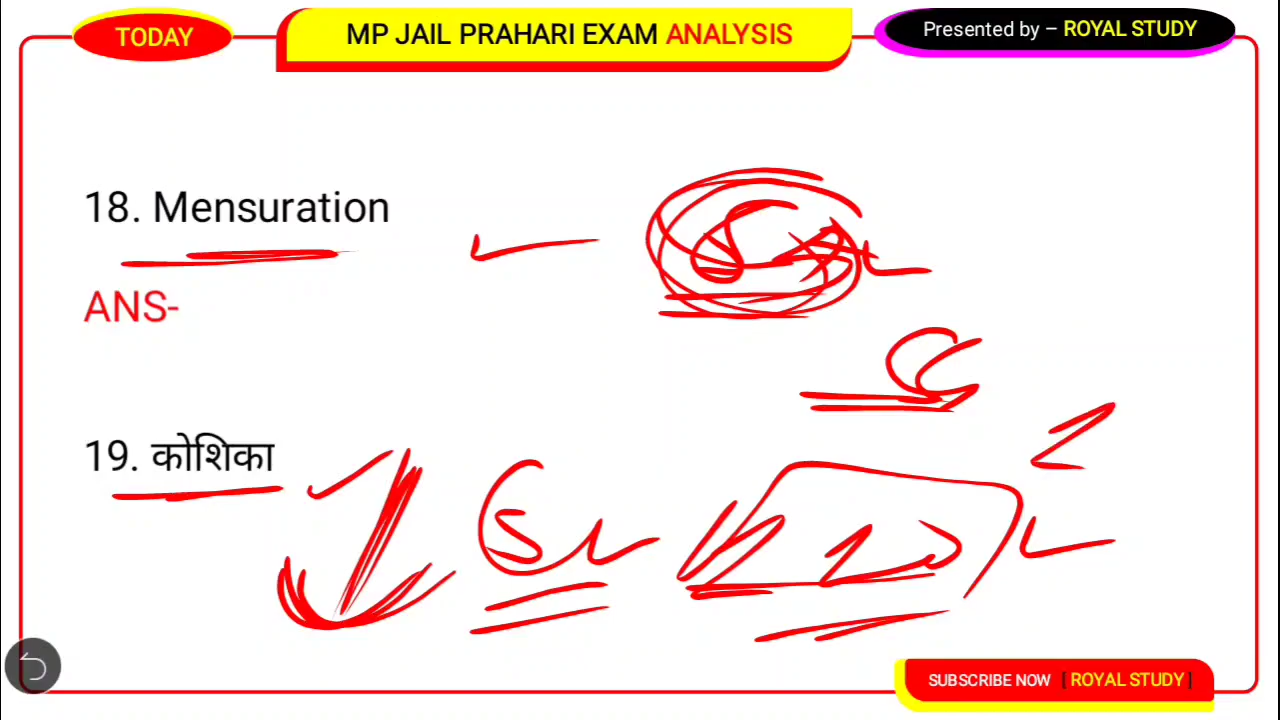 TODAY
MP JAIL PRAHARI EXAM ANALYSIS
Presented by – ROYAL STUDY
18. Mensuration
ANS-
19. कोशिका
SUBSCRIBE NOW [ ROYAL STUDY ]